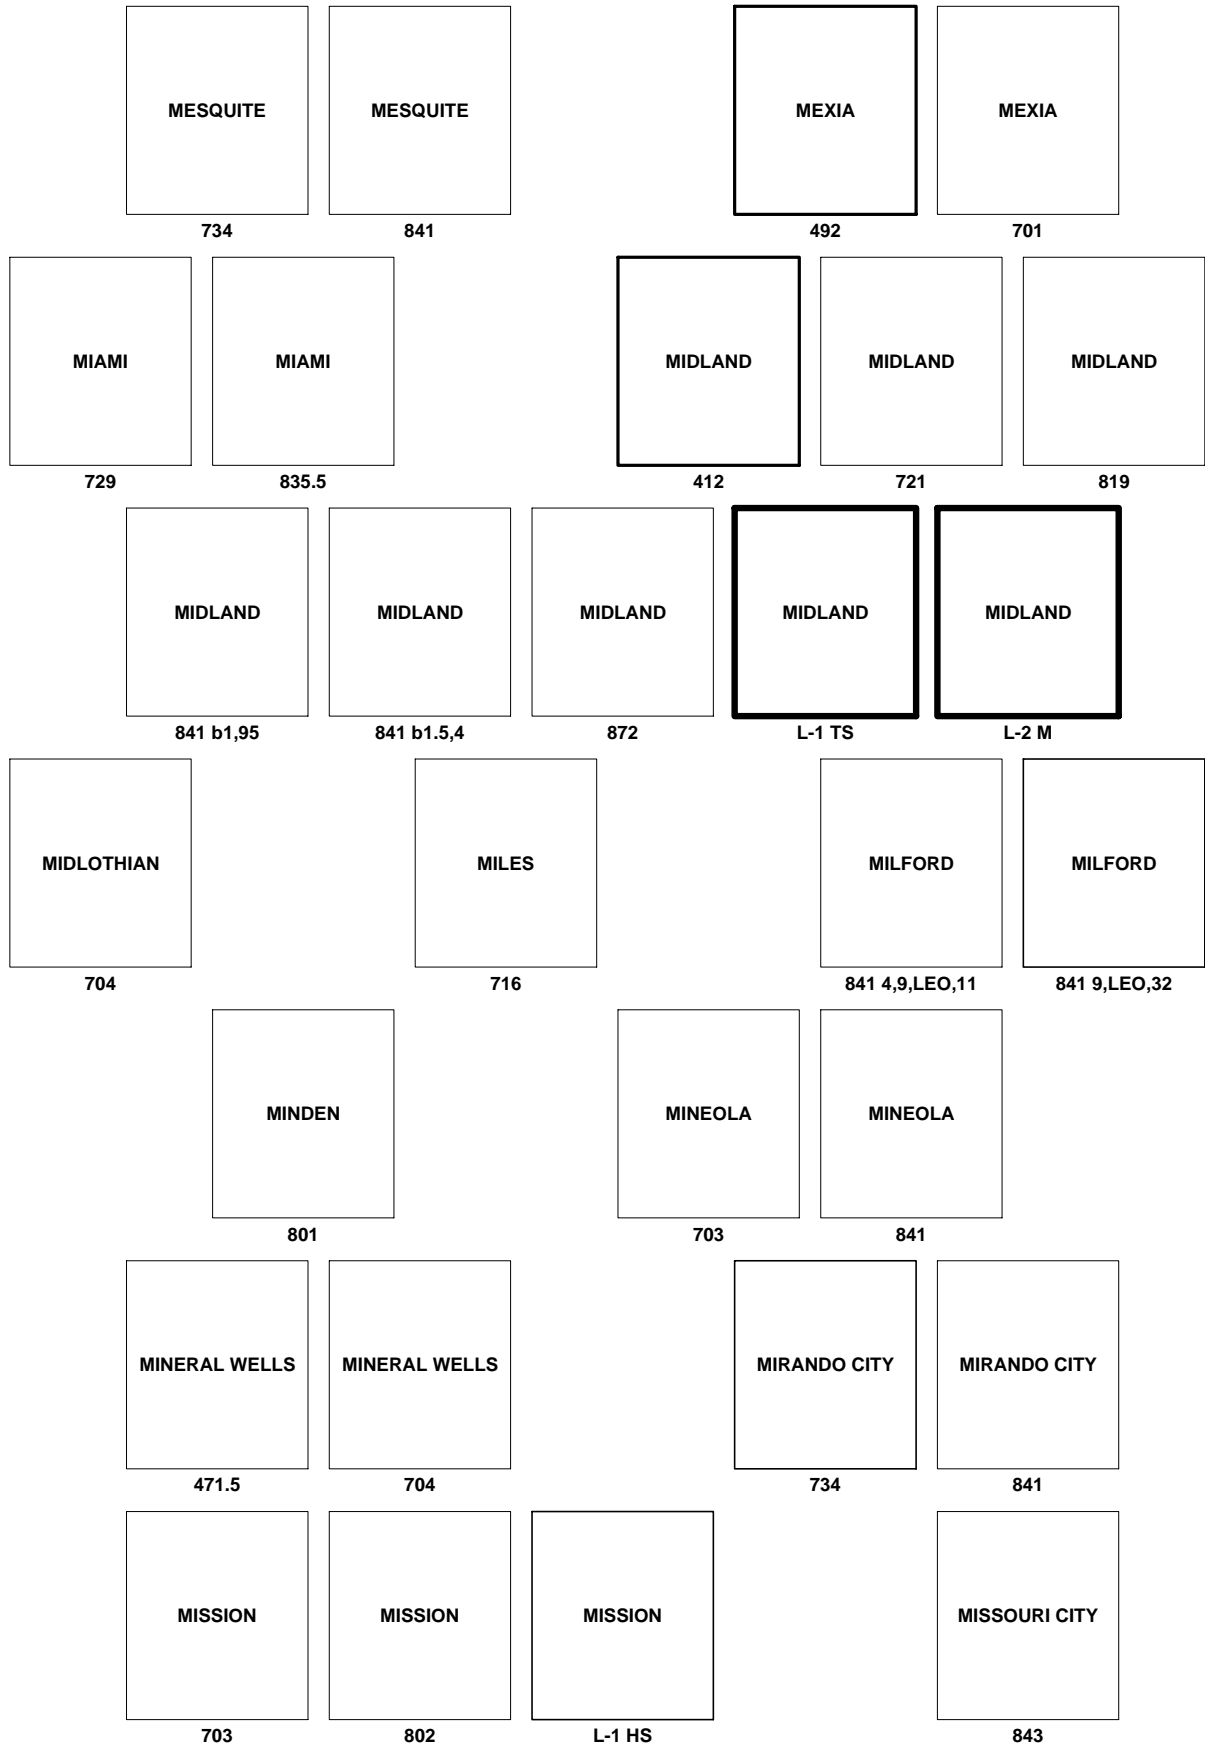 MESQUITE MESQUITE MEXIA MEXIA
734 841 492 701
MIAMI MIAMI MIDLAND MIDLAND MIDLAND
729 835.5 412 721 819
MIDLAND MIDLAND MIDLAND MIDLAND MIDLAND
841 b1,95 841 b1.5,4 872 L-1 TS L-2 M
MIDLOTHIAN MILES MILFORD MILFORD
704 716 841 4,9,LEO,11 841 9,LEO,32
MINDEN MINEOLA MINEOLA
801 703 841
MINERAL WELLS MINERAL WELLS MIRANDO CITY MIRANDO CITY
471.5 704 734 841
MISSION MISSION MISSION MISSOURI CITY
703 802 L-1 HS 843